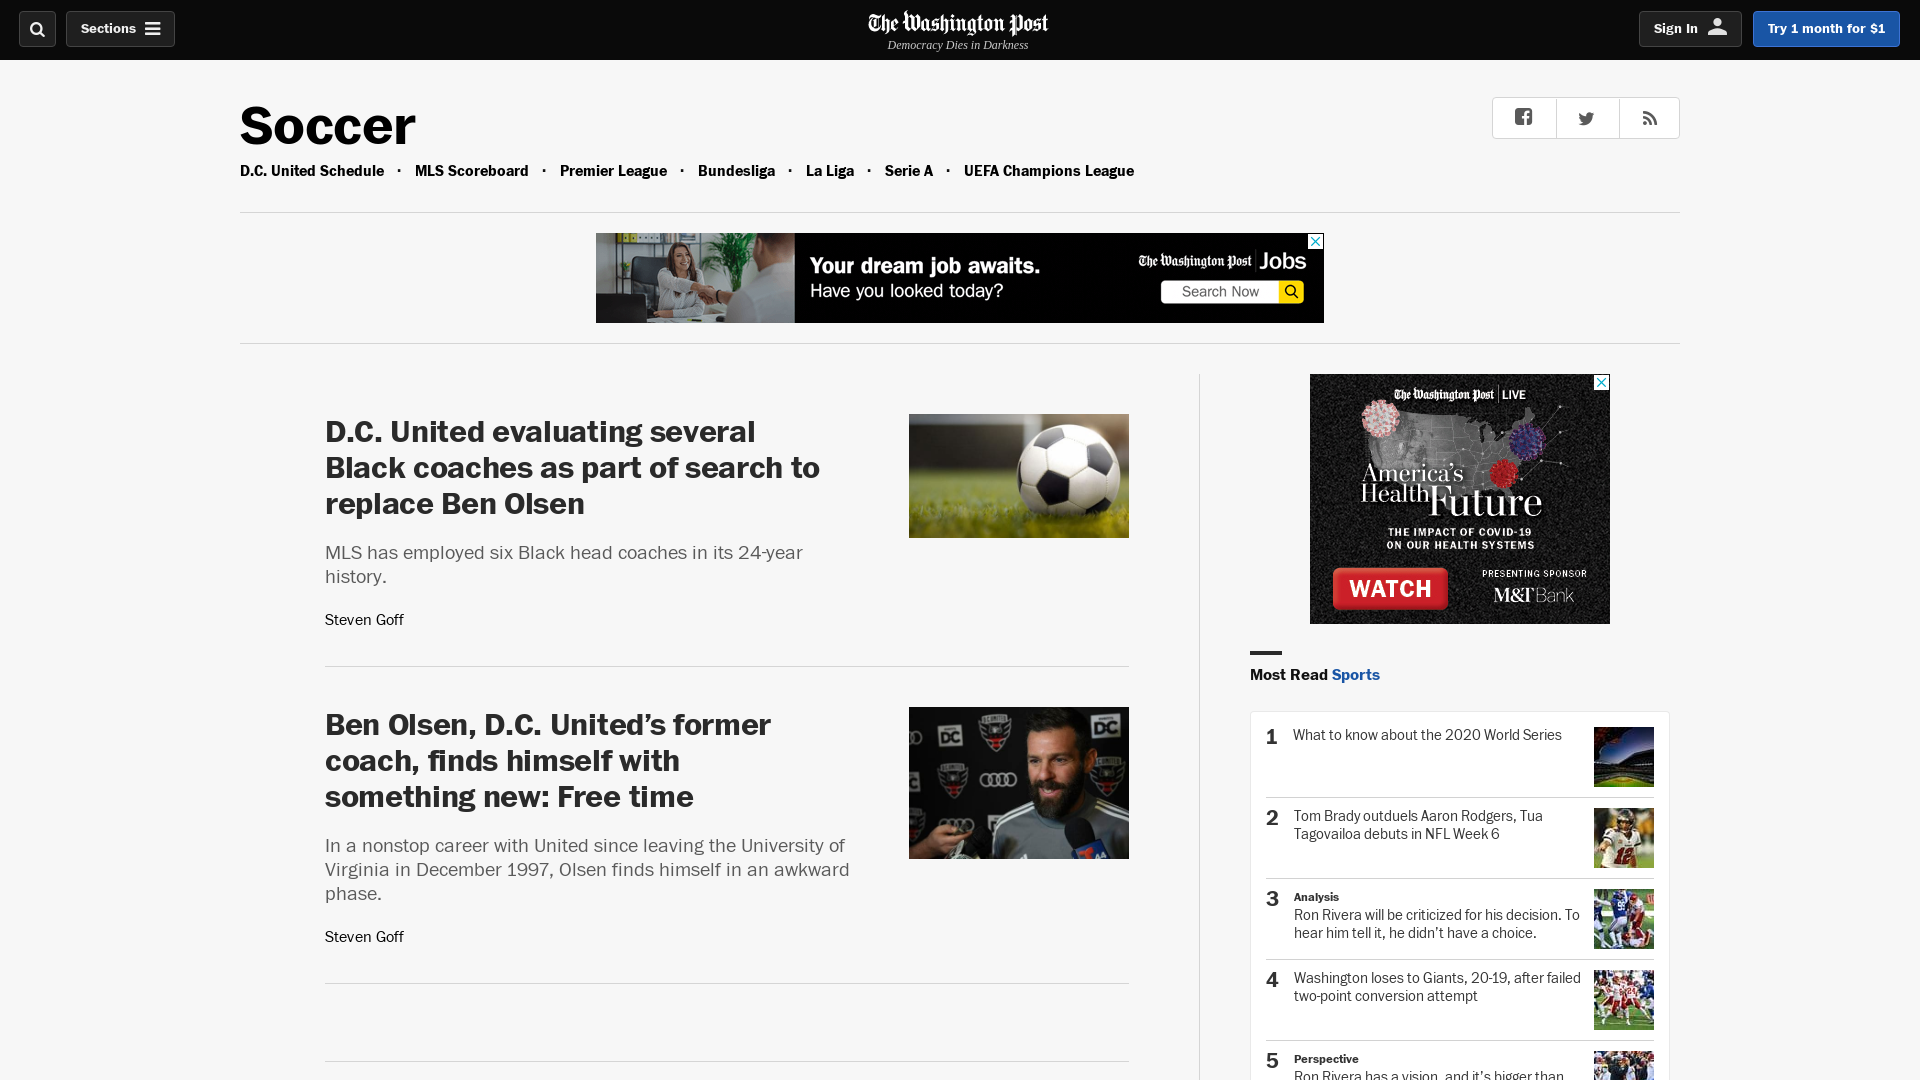 Sections
The Washington Post
Democracy Dies in Darkness
Sign In
Try 1 month for $1
Soccer
D.C. United Schedule · MLS Scoreboard · Premier League · Bundesliga · La Liga · Serie A · UEFA Champions League
Your dream job awaits.
Have you looked today?
The Washington Post Jobs
Search Now
D.C. United evaluating several
Black coaches as part of search to
replace Ben Olsen
MLS has employed six Black head coaches in its 24-year
history.
Steven Goff
Ben Olsen, D.C. United’s former
coach, finds himself with
something new: Free time
In a nonstop career with United since leaving the University of
Virginia in December 1997, Olsen finds himself in an awkward
phase.
Steven Goff
The Washington Post LIVE
America's
Health Future
THE IMPACT OF COVID-19
ON OUR HEALTH SYSTEMS
WATCH
PRESENTING SPONSOR
M&T Bank
Most Read Sports
1 What to know about the 2020 World Series
2 Tom Brady outduels Aaron Rodgers, Tua
Tagovailoa debuts in NFL Week 6
3 Analysis
Ron Rivera will be criticized for his decision. To
hear him tell it, he didn’t have a choice.
4 Washington loses to Giants, 20-19, after failed
two-point conversion attempt
5 Perspective
Ron Rivera has a vision, and it’s bigger than